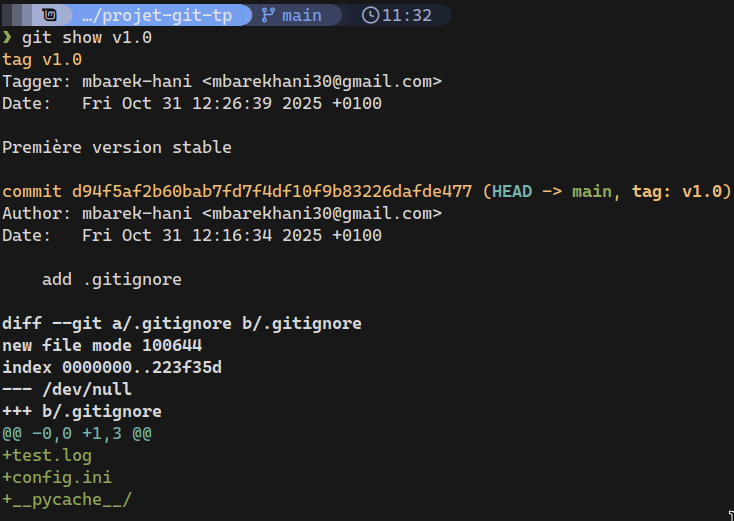 …/projet-git-tp main 11:32
❯ git show v1.0
tag v1.0
Tagger: mbarek-hani <mbarekhani30@gmail.com>
Date:   Fri Oct 31 12:26:39 2025 +0100
Première version stable
commit d94f5af2b60bab7fd7f4df10f9b83226dafde477 (HEAD -> main, tag: v1.0)
Author: mbarek-hani <mbarekhani30@gmail.com>
Date:   Fri Oct 31 12:16:34 2025 +0100
    add .gitignore
diff --git a/.gitignore b/.gitignore
new file mode 100644
index 0000000..223f35d
--- /dev/null
+++ b/.gitignore
@@ -0,0 +1,3 @@
+test.log
+config.ini
+__pycache__/